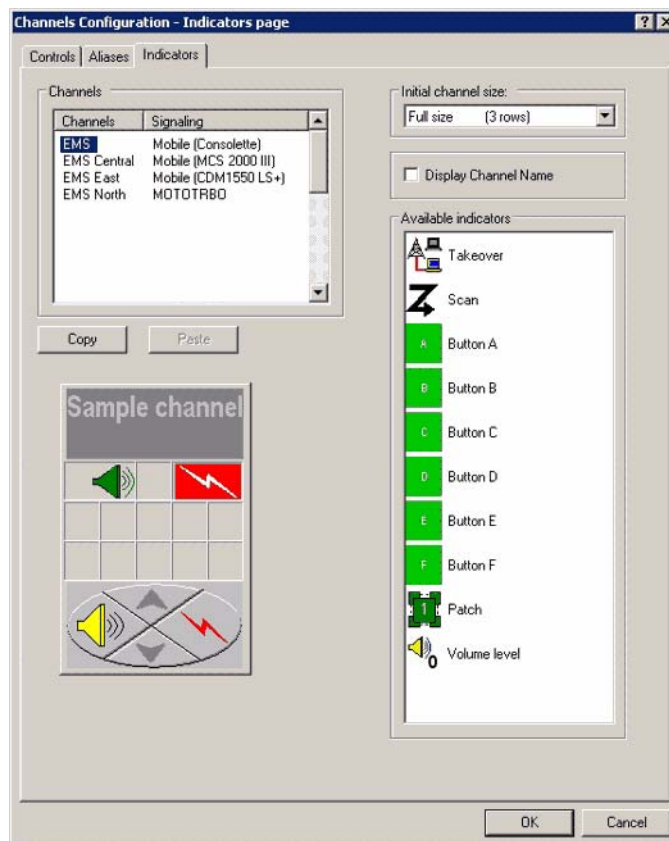 Channels Configuration - Indicators page
Controls Aliases Indicators
Channels
Channels Signaling
EMS Mobile (Consolette)
EMS Central Mobile (MCS 2000 III)
EMS East Mobile (CDM1550 LS+)
EMS North MOTOTRBO
Copy Paste
Sample channel
Initial channel size:
Full size (3 rows)
Display Channel Name
Available indicators
Takeover
Scan
A Button A
B Button B
C Button C
D Button D
E Button E
F Button F
1 Patch
0 Volume level
OK Cancel